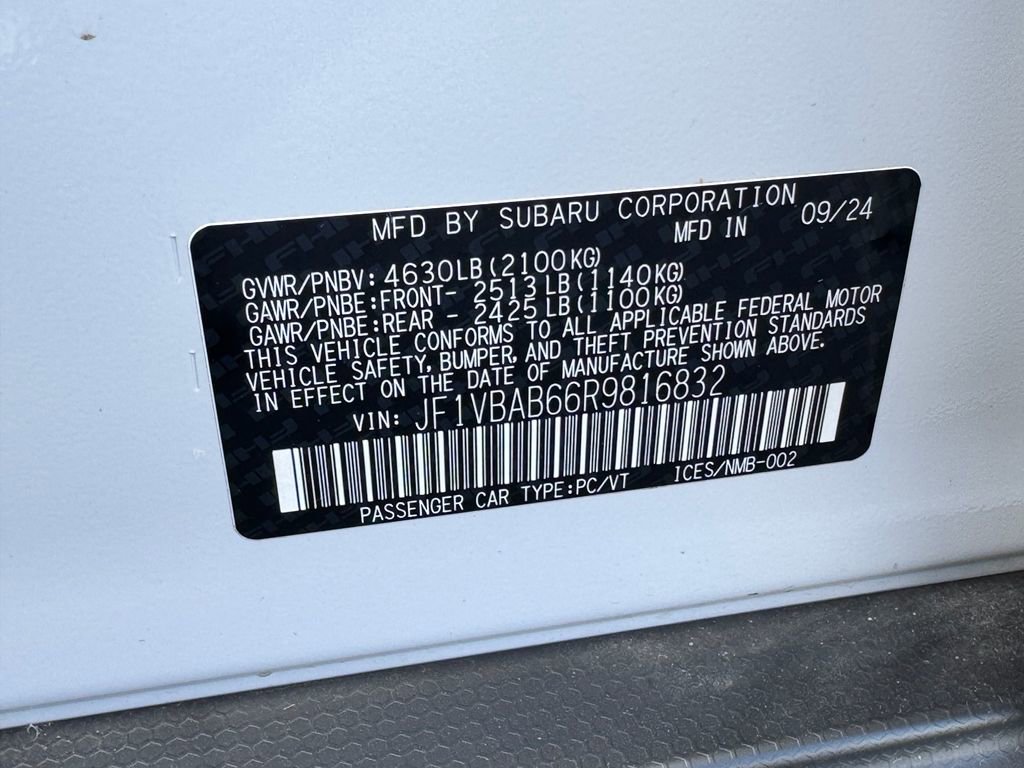 MFD BY SUBARU CORPORATION
MFD IN 09/24
GVWR/PNBV: 4630LB(2100KG)
GAWR/PNBE:FRONT- 2513LB(1140KG)
GAWR/PNBE:REAR - 2425LB(1100KG)
THIS VEHICLE CONFORMS TO ALL APPLICABLE FEDERAL MOTOR
VEHICLE SAFETY, BUMPER, AND THEFT PREVENTION STANDARDS
IN EFFECT ON THE DATE OF MANUFACTURE SHOWN ABOVE.
VIN: JF1VBAB66R9816832
PASSENGER CAR TYPE:PC/VT ICES/NMB-002